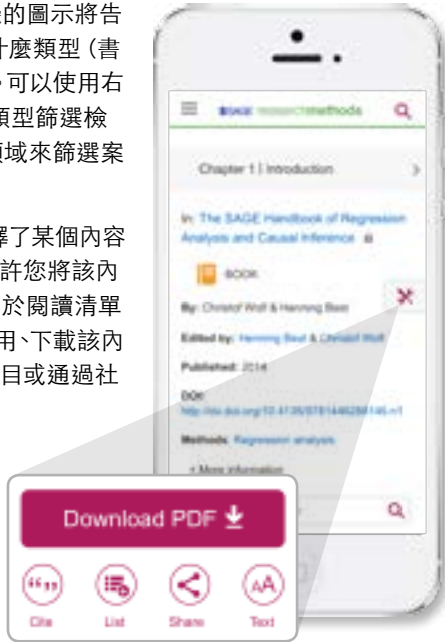 的圖示將告
什麼類型（書
可以使用右
類型篩選檢
領域來篩選案
擇了某個內容
許您將該內
於閱讀清單
用、下載該內
目或通過社
SAGE researchmethods
Chapter 1 | Introduction
In: The SAGE Handbook of Regression
Analysis and Causal Inference
BOOK
By: Christof Wolf & Henning Best
Edited by: Henning Best & Christof Wolf
Published: 2014
DOI:
Methods: Regression analysis
+ More information
Download PDF
Cite
List
Share
Text
AA